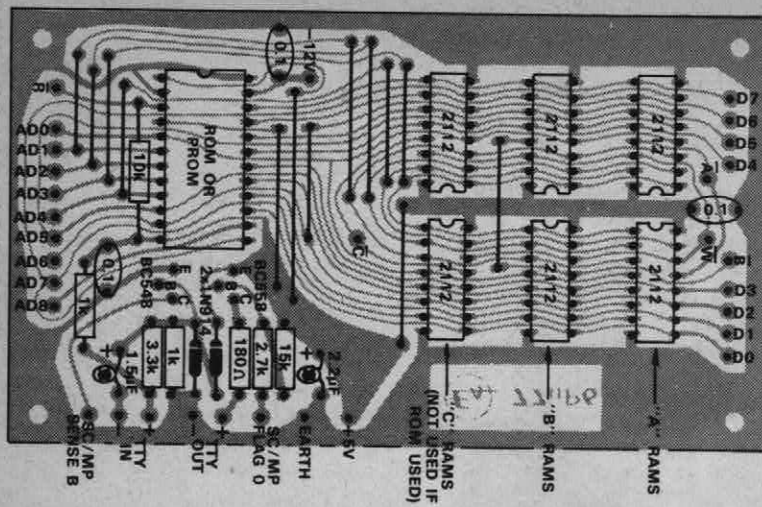 0.1
-12V
B1
AD0
AD1
AD2
AD3
AD4
AD5
AD6
AD7
AD8
10k
ROM OR
PROM
0.1
1k
2112
2112
2112
2112
2112
2112
D7
D6
D5
D4
A1
0.1
W
B1
D3
D2
D1
D0
C
BC548
E
B
C
2x1N914
BC558
E
B
C
1.5µF
+
3.3k
1k
180Ω
2.7k
15k
2.2µF
+
SC/MP
SENSE B
- TTY +
IN
- TTY +
OUT
SC/MP
FLAG 0
EARTH
+5V
"C" RAMS
(NOT USED IF
ROM USED)
"B" RAMS
"A" RAMS